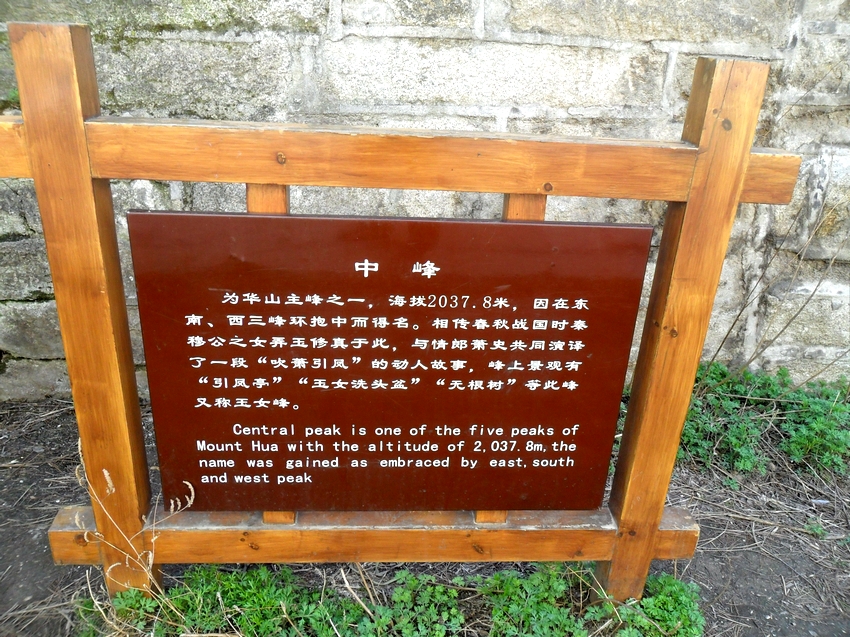 中 峰
为华山主峰之一，海拔2037.8米，因在东
南、西三峰环抱中而得名。相传春秋战国时秦
穆公之女弄玉修真于此，与情郎萧史共同演译
了一段“吹萧引凤”的动人故事，峰上景观有
“引凤亭”“玉女洗头盆”“无根树”等此峰
又称玉女峰。
Central peak is one of the five peaks of
Mount Hua with the altitude of 2,037.8m,the
name was gained as embraced by east,south
and west peak